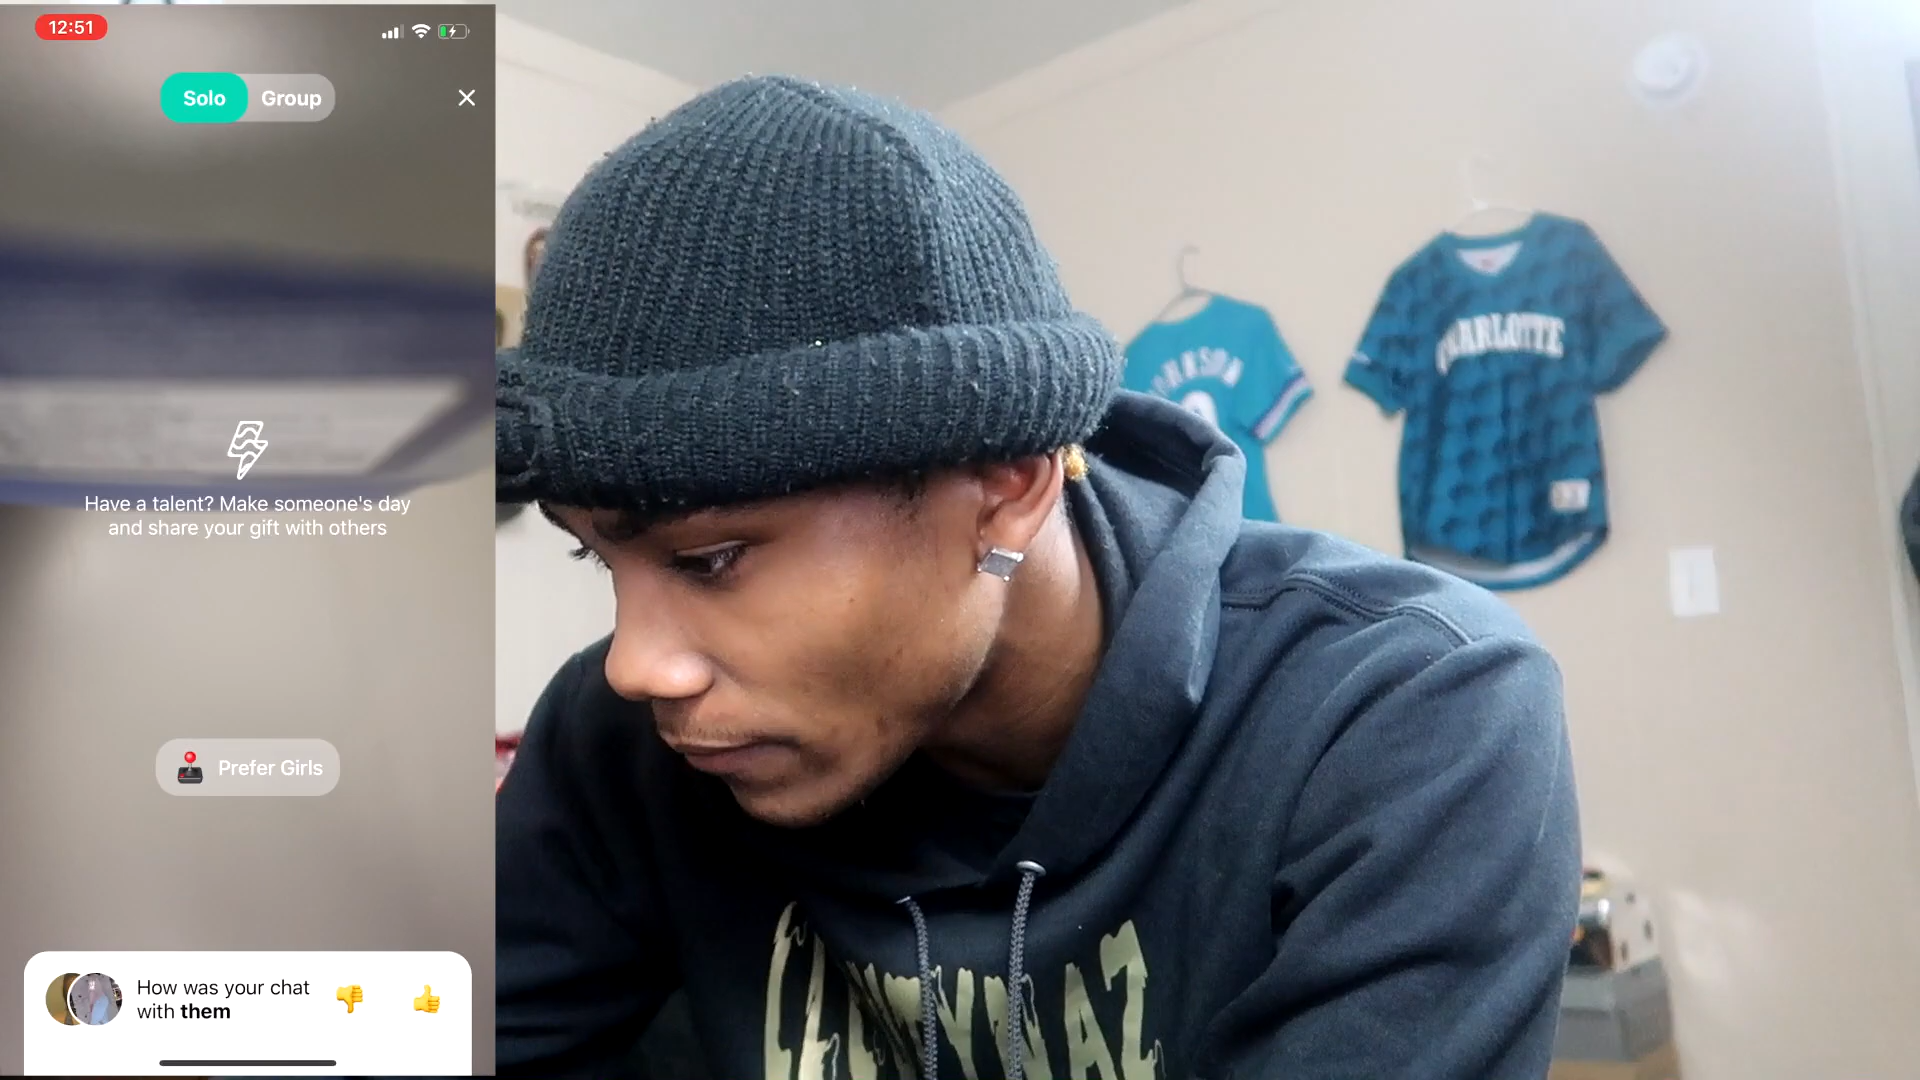 12:51
Solo
Group
Have a talent? Make someone's day
and share your gift with others
Prefer Girls
How was your chat
with them
CHARLOTTE